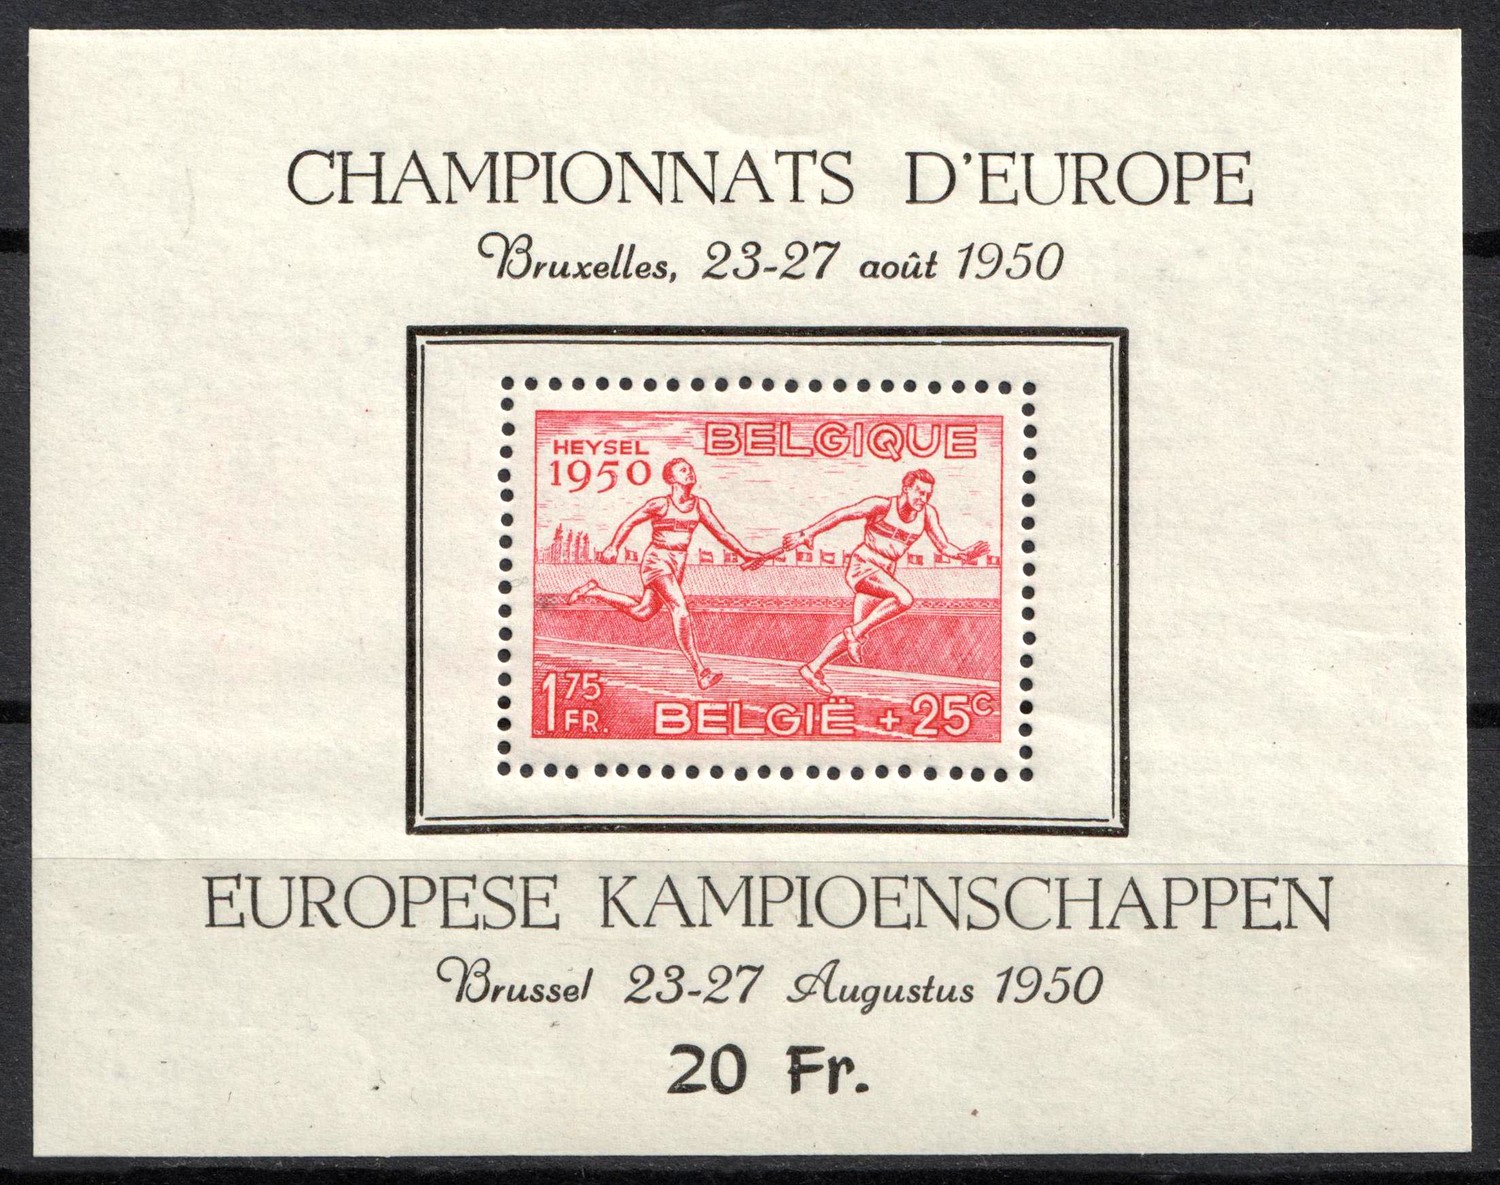 CHAMPIONNATS D'EUROPE
Bruxelles, 23-27 août 1950
HEYSEL
1950
BELGIQUE
1 75 FR.
BELGIË + 25c
EUROPESE KAMPIOENSCHAPPEN
Brussel 23-27 Augustus 1950
20 Fr.